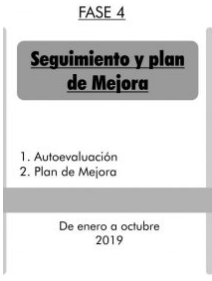 FASE 4
Seguimiento y plan
de Mejora
1. Autoevaluación
2. Plan de Mejora
De enero a octubre
2019